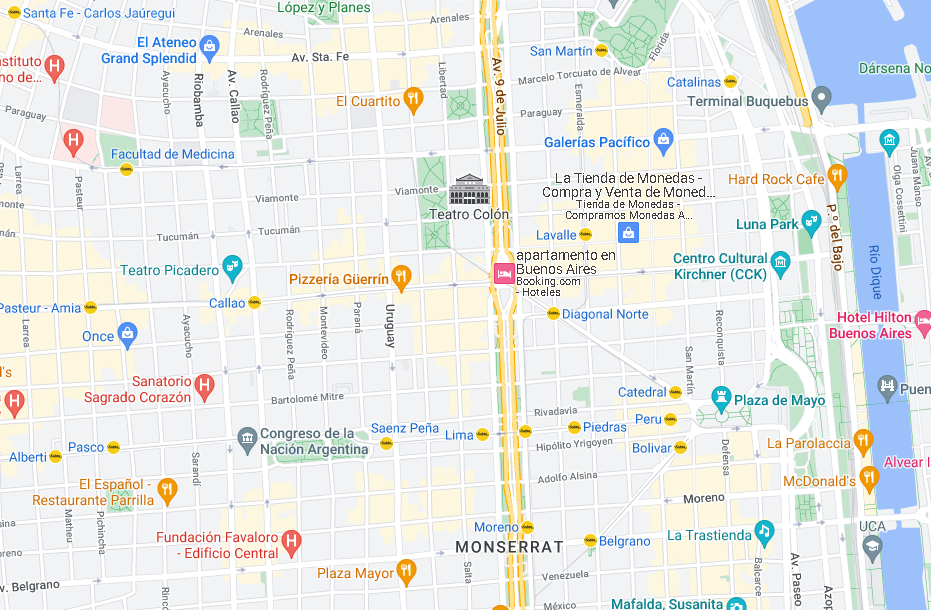 López y Planes
Santa Fe - Carlos Jaúregui
Arenales
Arenales
El Ateneo
Grand Splendid
Av. Sta. Fe
San Martín
Florida
Dársena No
nstituto
no de...
Ayacucho
Riobamba
Av. Callao
Rodríguez Peña
Libertad
Av. 9 de Julio
Marcelo Torcuato de Alvear
Catalinas
Terminal Buquebus
El Cuartito
Esmeralda
Paraguay
Paraguay
Galerías Pacífico
Facultad de Medicina
Juana Manso
Olga Cossettini
Larrea
Pasteur
Viamonte
Viamonte
Teatro Colón
La Tienda de Monedas -
Compra y Venta de Moned...
Tienda de Monedas -
Compramos Monedas A...
Hard Rock Cafe
P.º del Bajo
Luna Park
Tucumán
Tucumán
Lavalle
Teatro Picadero
Pizzería Güerrín
apartamento en
Buenos Aires
Booking.com
- Hoteles
Centro Cultural
Kirchner (CCK)
Río Dique
Pasteur - Amia
Callao
Diagonal Norte
Hotel Hilton
Buenos Aires
Once
Larrea
Ayacucho
Rodríguez Peña
Montevideo
Paraná
Uruguay
Reconquista
San Martín
l's
Sanatorio
Sagrado Corazón
Bartolomé Mitre
Catedral
Plaza de Mayo
Puen
Rivadavia
Saenz Peña
Lima
Piedras
Peru
Congreso de la
Nación Argentina
Pasco
Alberti
Hipólito Yrigoyen
Bolivar
Defensa
La Parolaccia
Alvear I
McDonald's
Sarandí
Adolfo Alsina
El Español -
Restaurante Parrilla
Moreno
Matheu
Pichincha
Moreno
La Trastienda
UCA
oreno
Fundación Favaloro
- Edificio Central
MONSERRAT
Belgrano
Plaza Mayor
Salta
Venezuela
v. Belgrano
Balcarce
Av. Paseo
Azop
Rincó
México
Mafalda, Susanita